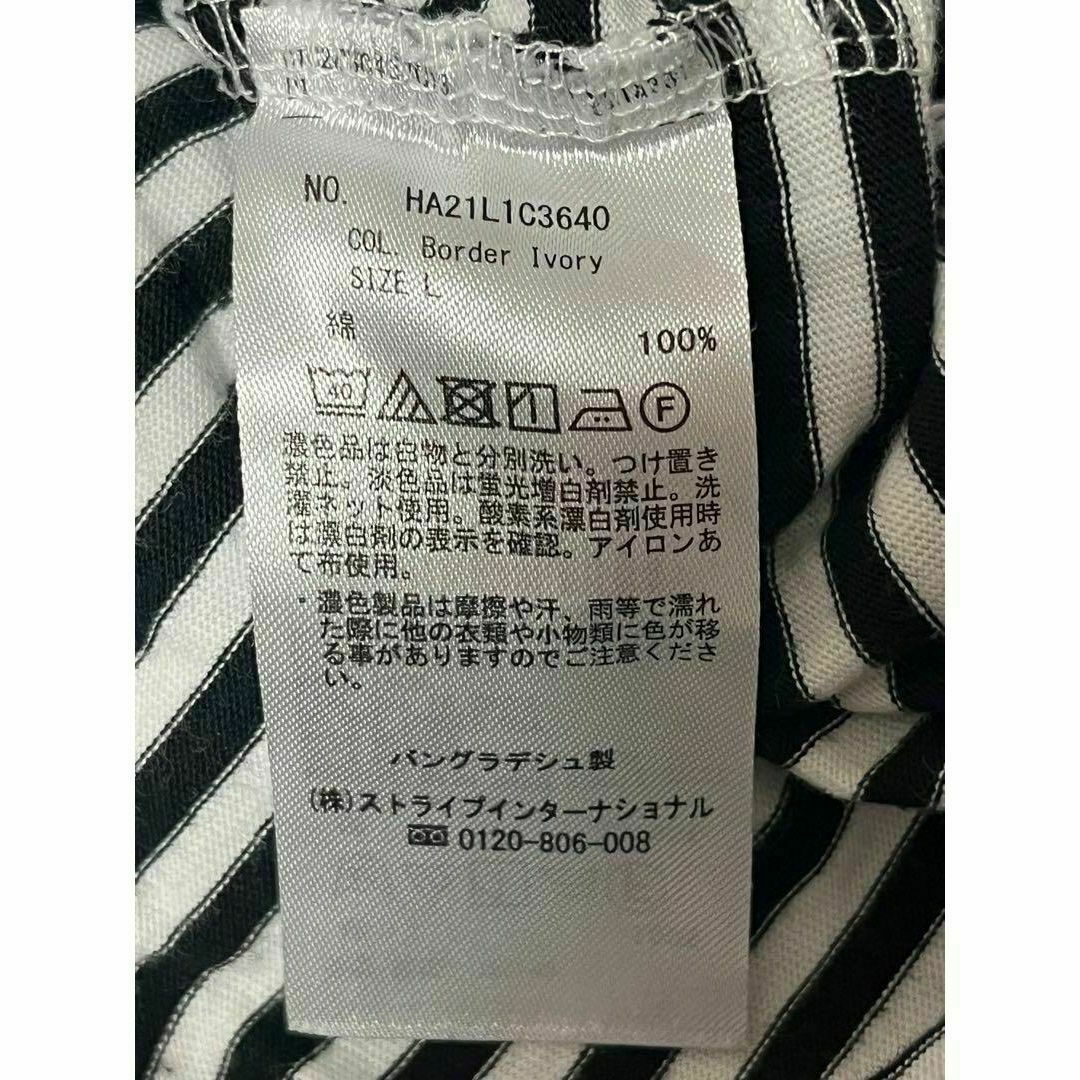 NO. HA21L1C3640
COL. Border Ivory
SIZE L
綿 100%
40
F
濃色品は白物と分別洗い。つけ置き
禁止。淡色品は蛍光増白剤禁止。洗
濯ネット使用。酸素系漂白剤使用時
は漂白剤の表示を確認。アイロンあ
て布使用。
・濃色製品は摩擦や汗、雨等で濡れ
た際に他の衣類や小物類に色が移
る事がありますのでご注意くださ
い。
バングラデシュ製
(株)ストライプインターナショナル
0120-806-008